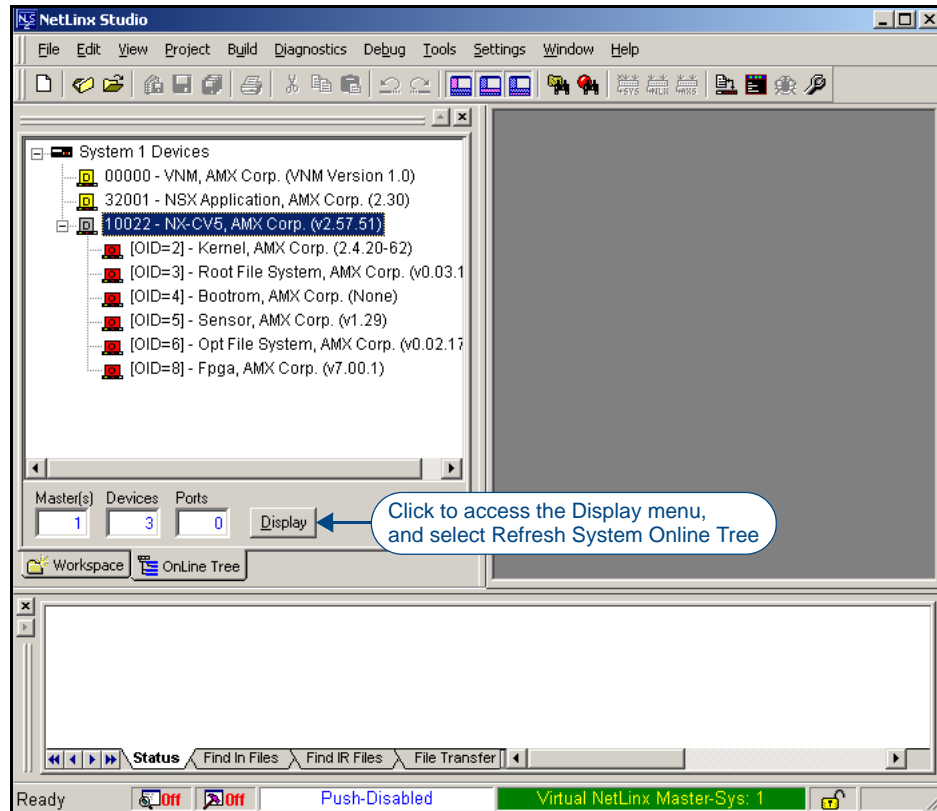 NetLinx Studio
File Edit View Project Build Diagnostics Debug Tools Settings Window Help
System 1 Devices
00000 - VNM, AMX Corp. (VNM Version 1.0)
32001 - NSX Application, AMX Corp. (2.30)
10022 - NX-CV5, AMX Corp. (v2.57.51)
[OID=2] - Kernel, AMX Corp. (2.4.20-62)
[OID=3] - Root File System, AMX Corp. (v0.03.1
[OID=4] - Bootrom, AMX Corp. (None)
[OID=5] - Sensor, AMX Corp. (v1.29)
[OID=6] - Opt File System, AMX Corp. (v0.02.17
[OID=8] - Fpga, AMX Corp. (v7.00.1)
Master(s) Devices Ports
1 3 0 Display
Click to access the Display menu,
and select Refresh System Online Tree
Workspace OnLine Tree
Status Find In Files Find IR Files File Transfer
Ready Off Off Push-Disabled Virtual NetLinx Master-Sys: 1